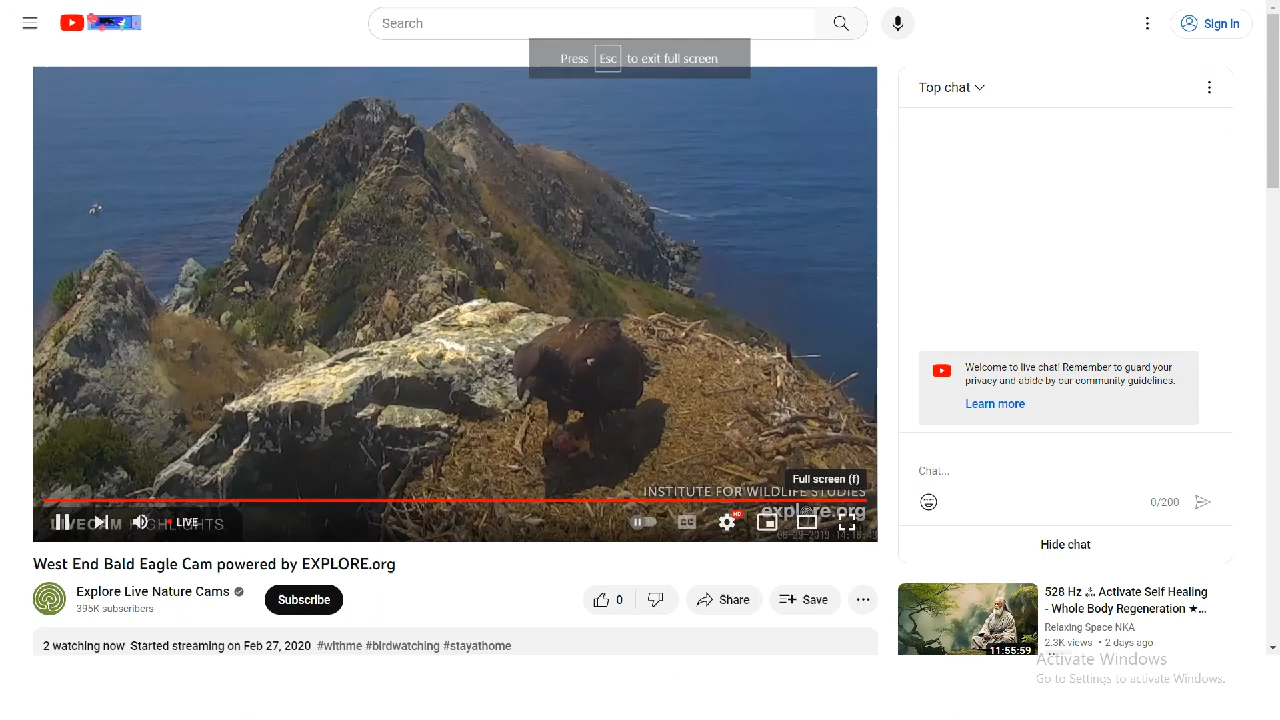 Search
Sign in
Press Esc to exit full screen
Top chat
Welcome to live chat! Remember to guard your
privacy and abide by our community guidelines.
Learn more
Chat...
0/200
Hide chat
Full screen (f)
INSTITUTE FOR WILDLIFE STUDIES
explore.org
LIVECAM HIGHLIGHTS
LIVE
CC
HD
West End Bald Eagle Cam powered by EXPLORE.org
Explore Live Nature Cams
395K subscribers
Subscribe
0
Share
Save
2 watching now Started streaming on Feb 27, 2020 #withme #birdwatching #stayathome
528 Hz ⁂ Activate Self Healing
- Whole Body Regeneration ★...
Relaxing Space NKA
2.3K views • 2 days ago
11:55:59
Activate Windows
Go to Settings to activate Windows.